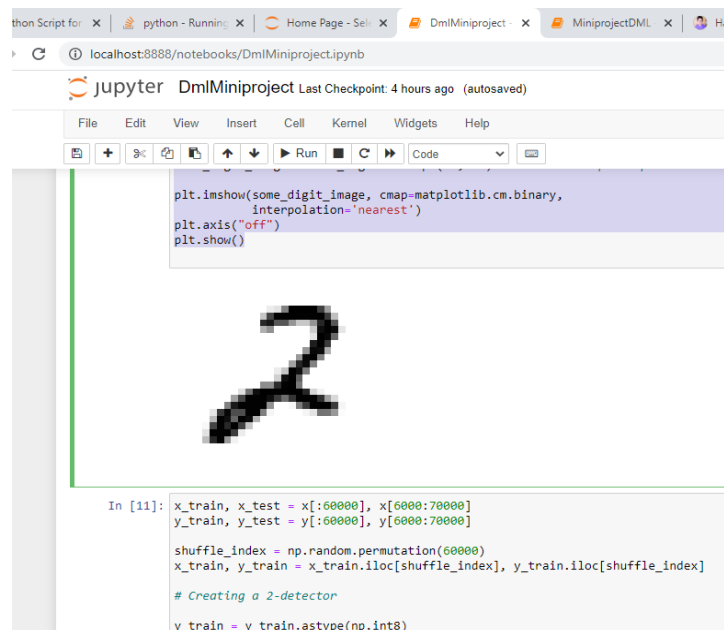 thon Script for
python - Running
Home Page - Sele
DmlMiniproject -
MiniprojectDML
localhost:8888/notebooks/DmlMiniproject.ipynb
jupyter DmlMiniproject Last Checkpoint: 4 hours ago (autosaved)
File Edit View Insert Cell Kernel Widgets Help
Run Code
plt.imshow(some_digit_image, cmap=matplotlib.cm.binary,
interpolation='nearest')
plt.axis("off")
plt.show()
2
In [11]: x_train, x_test = x[:60000], x[6000:70000]
y_train, y_test = y[:60000], y[6000:70000]
shuffle_index = np.random.permutation(60000)
x_train, y_train = x_train.iloc[shuffle_index], y_train.iloc[shuffle_index]
# Creating a 2-detector
y_train = y_train.astype(np.int8)